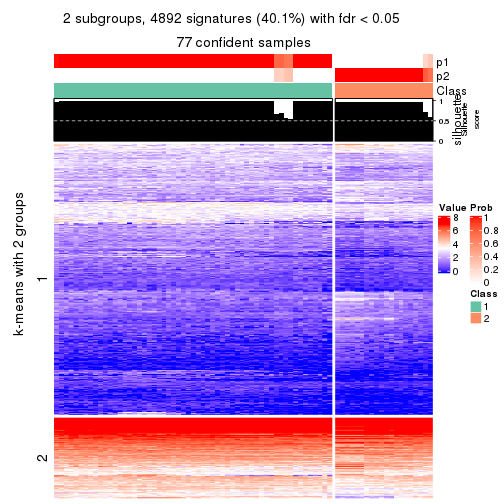 2 subgroups, 4892 signatures (40.1%) with fdr < 0.05
77 confident samples
p1
p2
Class
silhouette
Silhouette
score
1
0.5
0
k-means with 2 groups
1
2
Value
8
6
4
2
0
Prob
1
0.8
0.6
0.4
0.2
0
Class
1
2